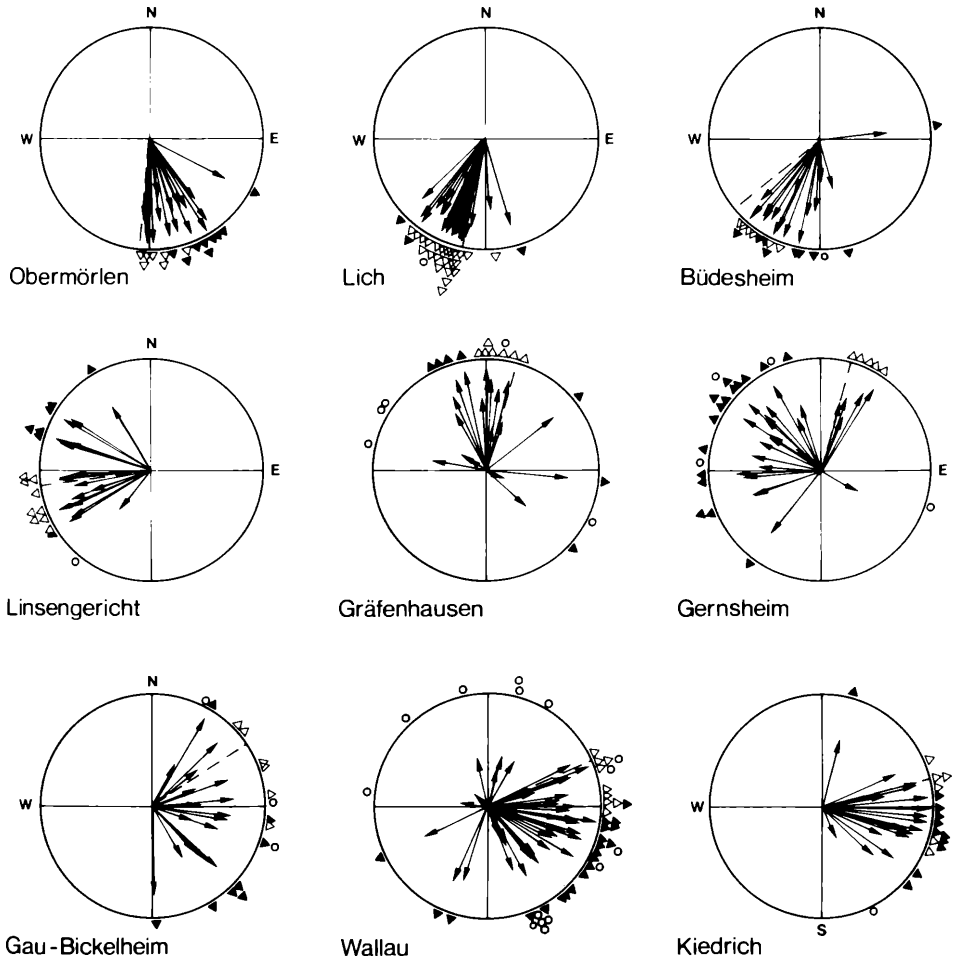 N N N
W E W E W
Obermörlen Lich Büdesheim
N
E E
Linsengericht Gräfenhausen Gernsheim
N
W W
S
Gau-Bickelheim Wallau Kiedrich